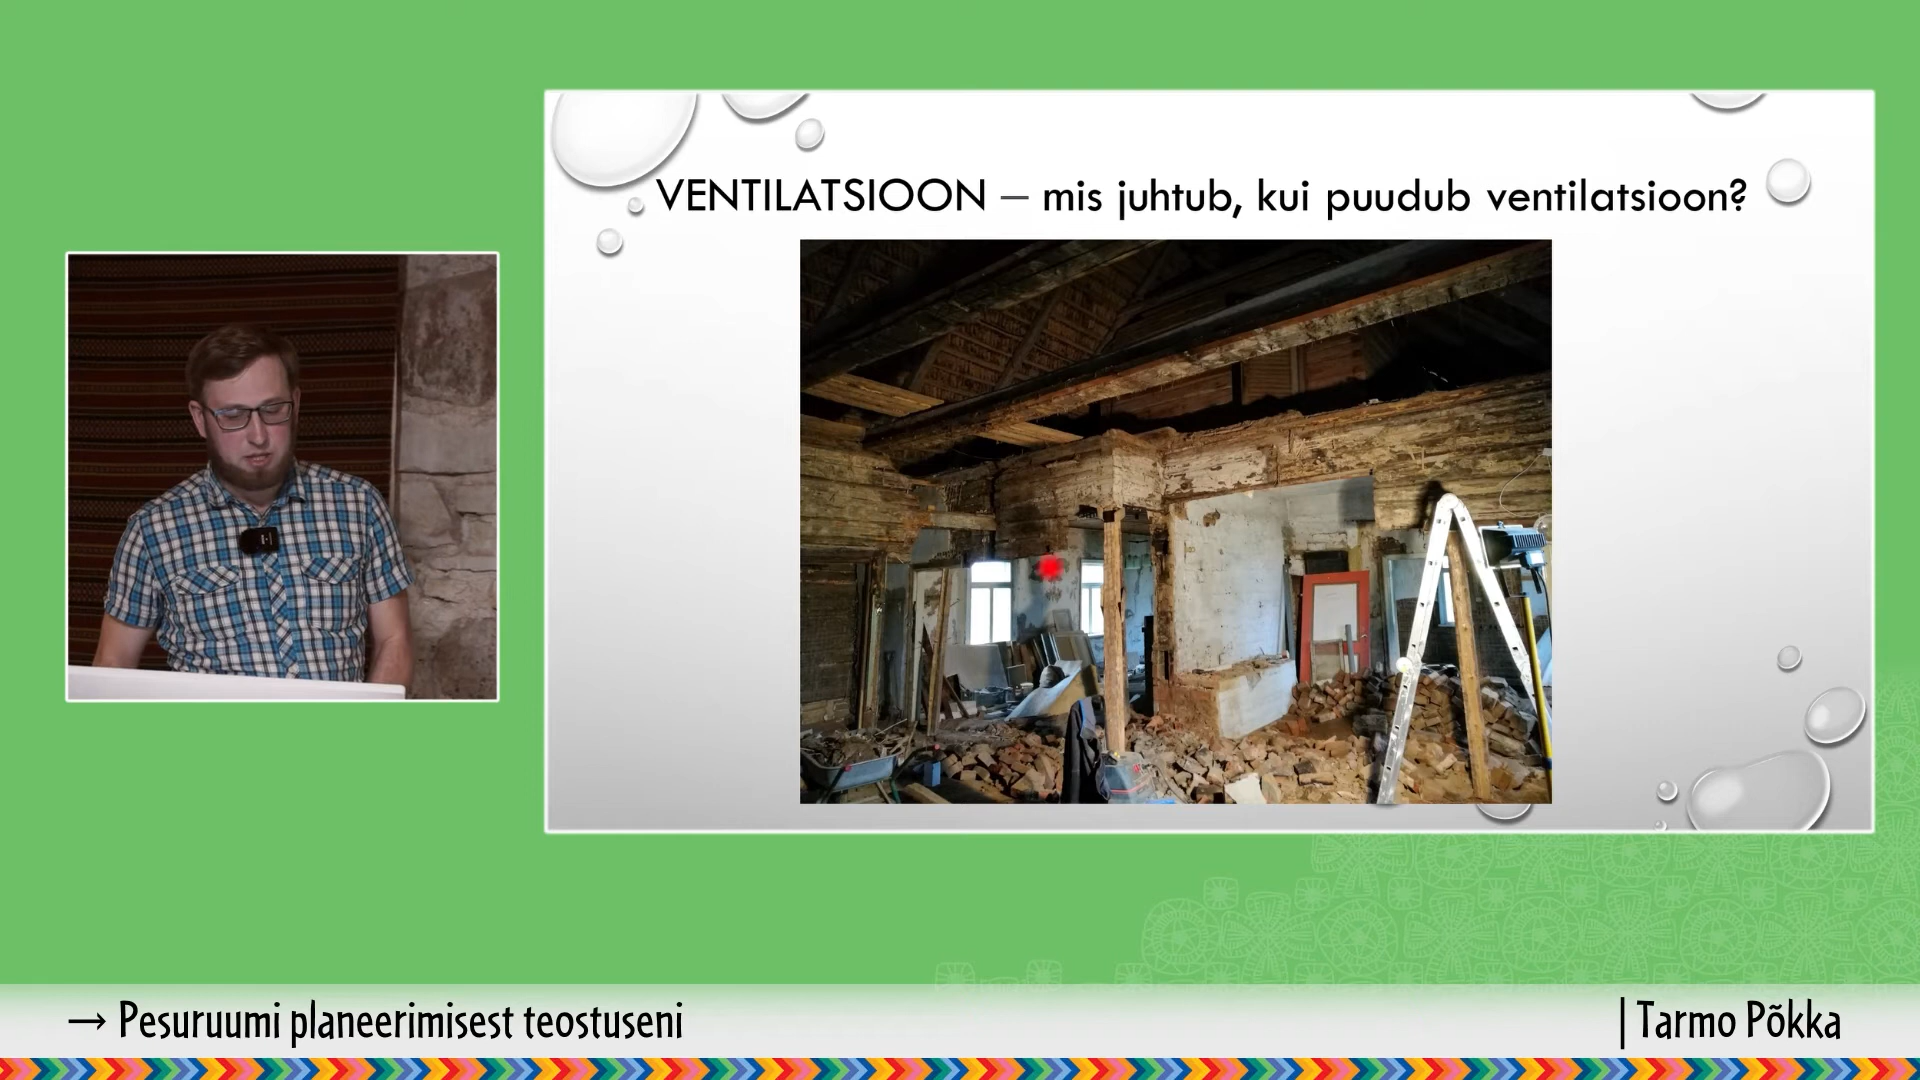 VENTILATSIOON – mis juhtub, kui puudub ventilatsioon?
→ Pesuruumi planeerimisest teostuseni
| Tarmo Põkka